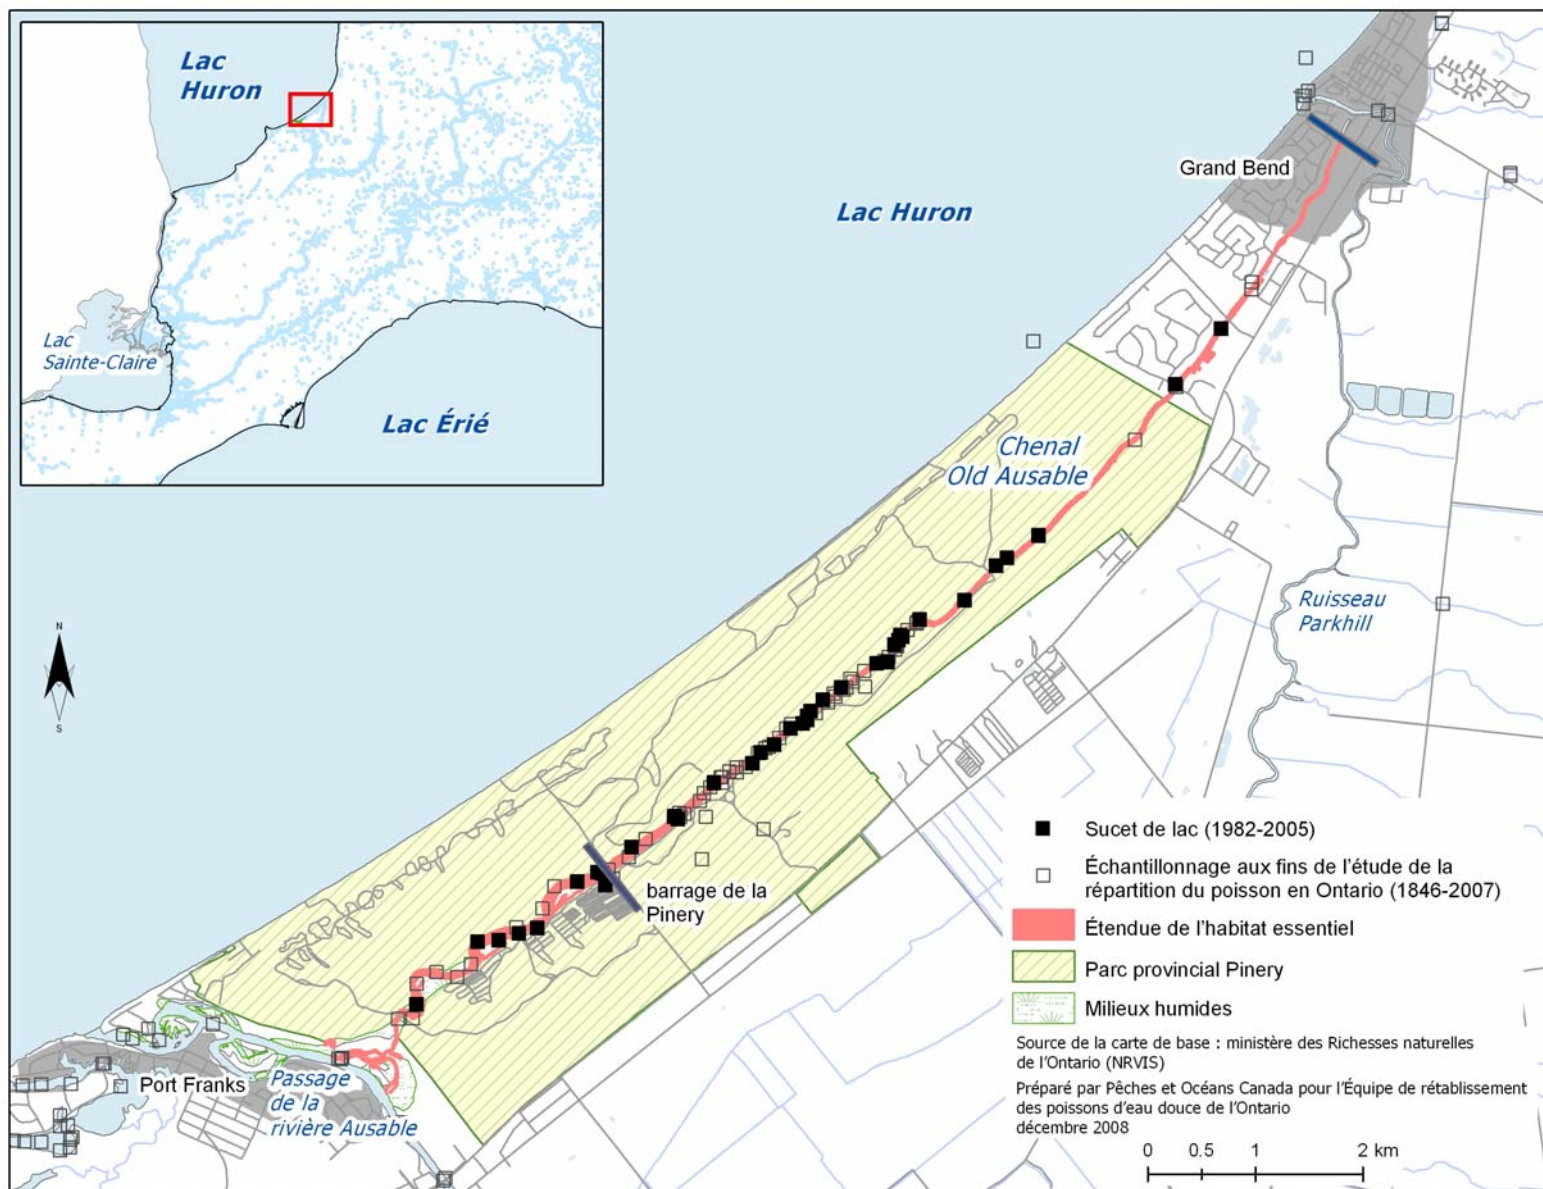 Lac
Huron
Lac
Sainte-Claire
Lac Érié
Lac Huron
Grand Bend
Chenal
Old Ausable
Ruisseau
Parkhill
N
S
barrage de la
Pinery
Port Franks
Passage
de la
rivière Ausable
Sucet de lac (1982-2005)
Échantillonnage aux fins de l'étude de la
répartition du poisson en Ontario (1846-2007)
Étendue de l'habitat essentiel
Parc provincial Pinery
Milieux humides
Source de la carte de base : ministère des Richesses naturelles
de l'Ontario (NRVIS)
Préparé par Pêches et Océans Canada pour l'Équipe de rétablissement
des poissons d'eau douce de l'Ontario
décembre 2008
0 0.5 1 2 km